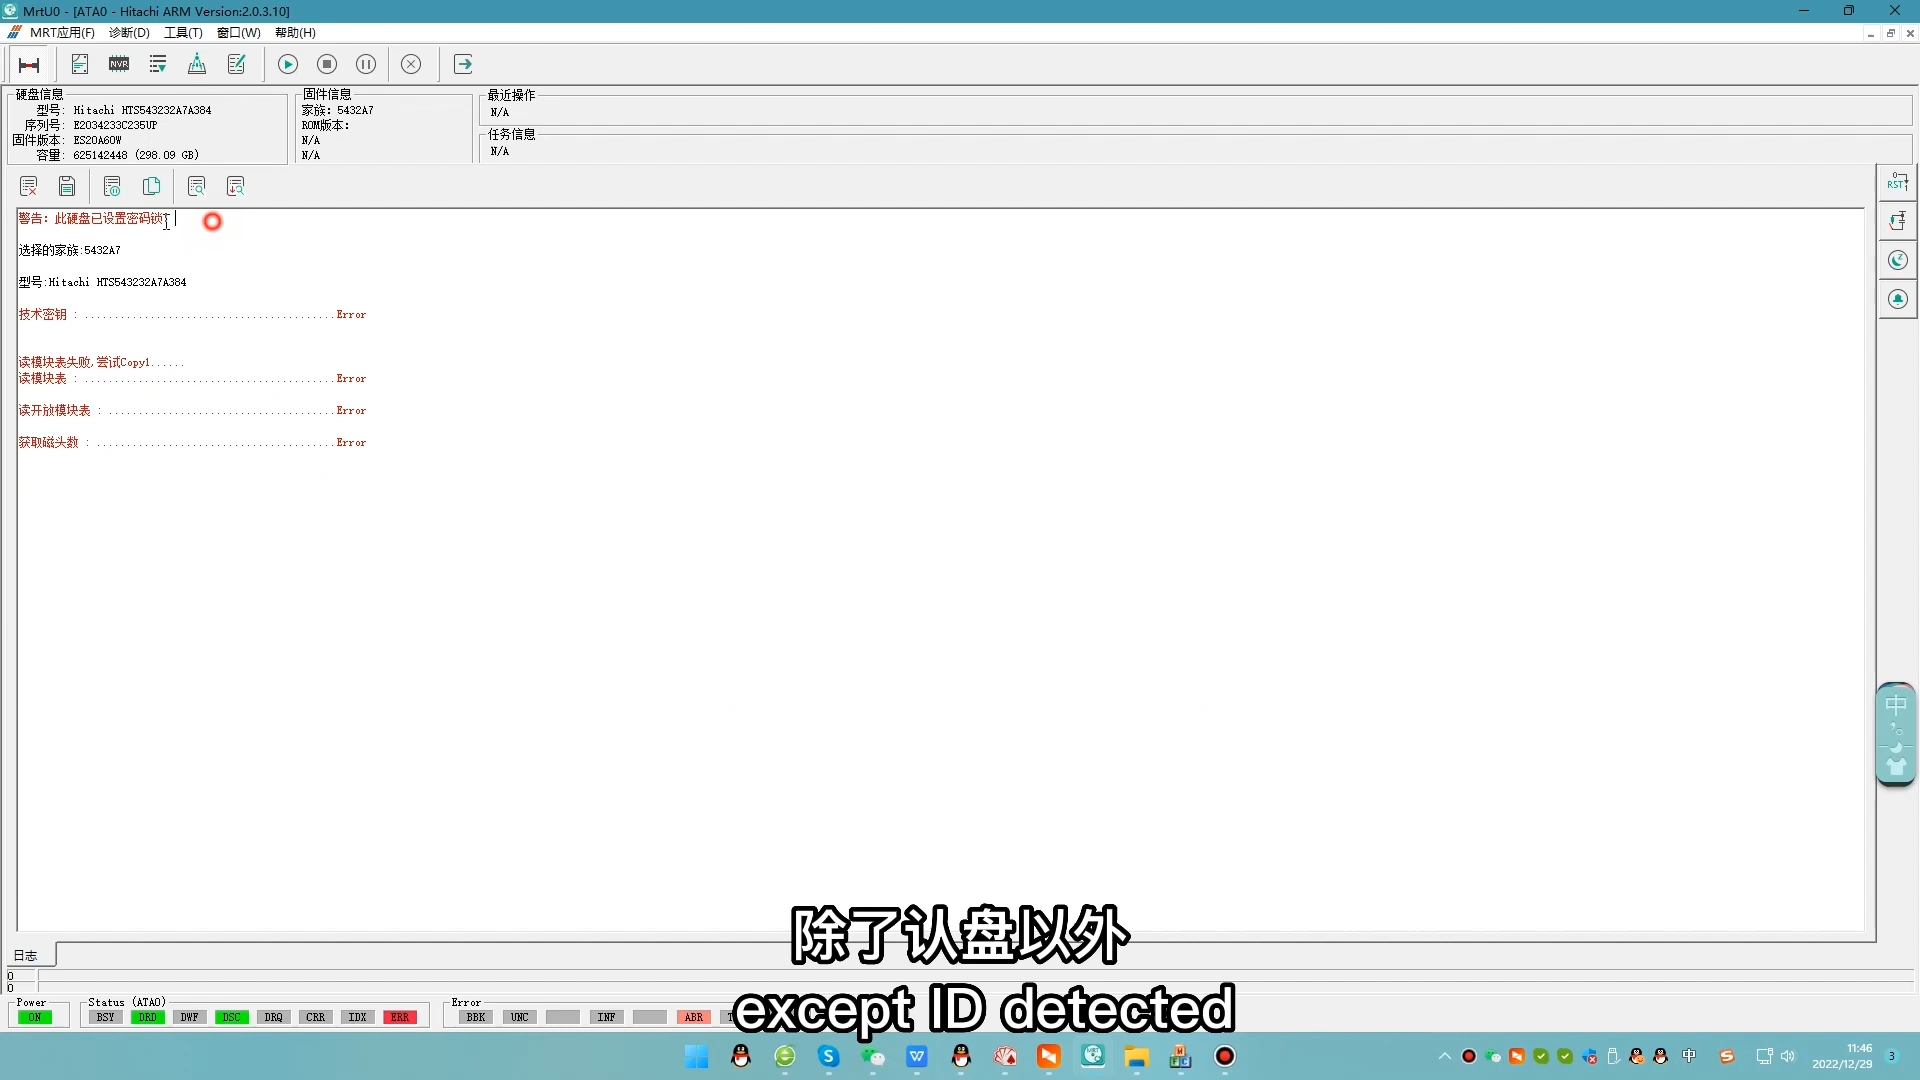 MrtU0 - [ATA0 - Hitachi ARM Version:2.0.3.10]
MRT应用(F) 诊断(D) 工具(T) 窗口(W) 帮助(H)
NVR
硬盘信息
型号: Hitachi HTS543232A7A384
序列号: E2034233C235UP
固件版本: ES2OA60W
容量: 625142448 (298.09 GB)
固件信息
家族: 5432A7
ROM版本:
N/A
N/A
最近操作
N/A
任务信息
N/A
RST
警告: 此硬盘已设置密码锁!
选择的家族:5432A7
型号:Hitachi HTS543232A7A384
技术密钥 : ..........................................Error
读模块表失败,尝试Copy1......
读模块表 : ..........................................Error
读开放模块表 : ......................................Error
获取磁头数 : ........................................Error
中
除了认盘以外
except ID detected
日志
0
0
Power
ON
Status (ATA0)
BSY DRD DWF DSC DRQ CRR IDX ERR
Error
BBK UNC INF ABR
中
11:46
2022/12/29
3